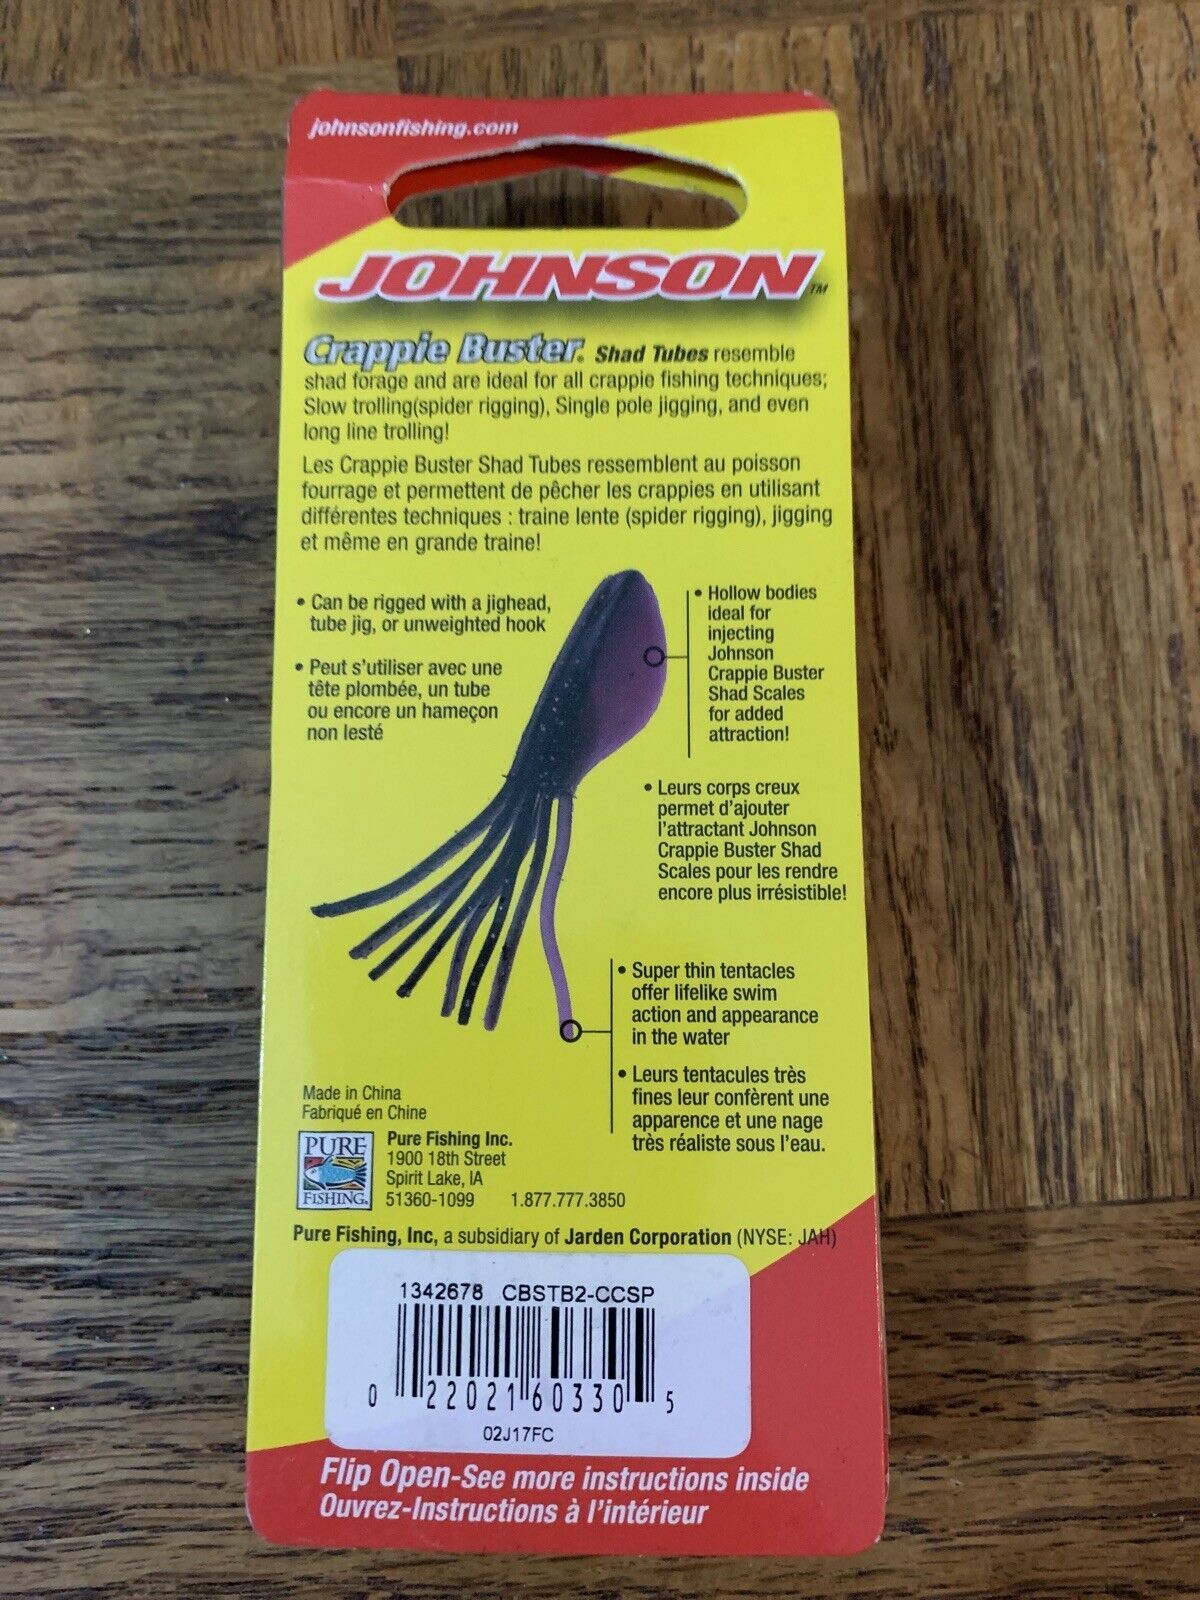 johnsonfishing.com
JOHNSON™
Crappie Buster® Shad Tubes resemble
shad forage and are ideal for all crappie fishing techniques;
Slow trolling(spider rigging), Single pole jigging, and even
long line trolling!
Les Crappie Buster Shad Tubes ressemblent au poisson
fourrage et permettent de pêcher les crappies en utilisant
différentes techniques : traine lente (spider rigging), jigging
et même en grande traine!
• Can be rigged with a jighead,
tube jig, or unweighted hook
• Peut s'utiliser avec une
tête plombée, un tube
ou encore un hameçon
non lesté
• Hollow bodies
ideal for
injecting
Johnson
Crappie Buster
Shad Scales
for added
attraction!
• Leurs corps creux
permet d'ajouter
l'attractant Johnson
Crappie Buster Shad
Scales pour les rendre
encore plus irrésistible!
• Super thin tentacles
offer lifelike swim
action and appearance
in the water
• Leurs tentacules très
fines leur confèrent une
apparence et une nage
très réaliste sous l'eau.
Made in China
Fabriqué en Chine
PURE
FISHING®
Pure Fishing Inc.
1900 18th Street
Spirit Lake, IA
51360-1099 1.877.777.3850
Pure Fishing, Inc, a subsidiary of Jarden Corporation (NYSE: JAH)
1342678 CBSTB2-CCSP
0 22021 60330 5
02J17FC
Flip Open-See more instructions inside
Ouvrez-Instructions à l'intérieur